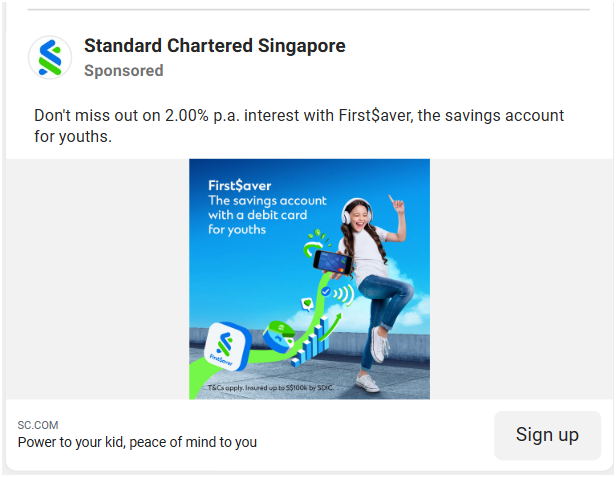 Standard Chartered Singapore
Sponsored
Don't miss out on 2.00% p.a. interest with First$aver, the savings account
for youths.
First$aver
The savings account
with a debit card
for youths
First$aver
T&Cs apply. Insured up to S$100k by SDIC.
SC.COM
Power to your kid, peace of mind to you
Sign up